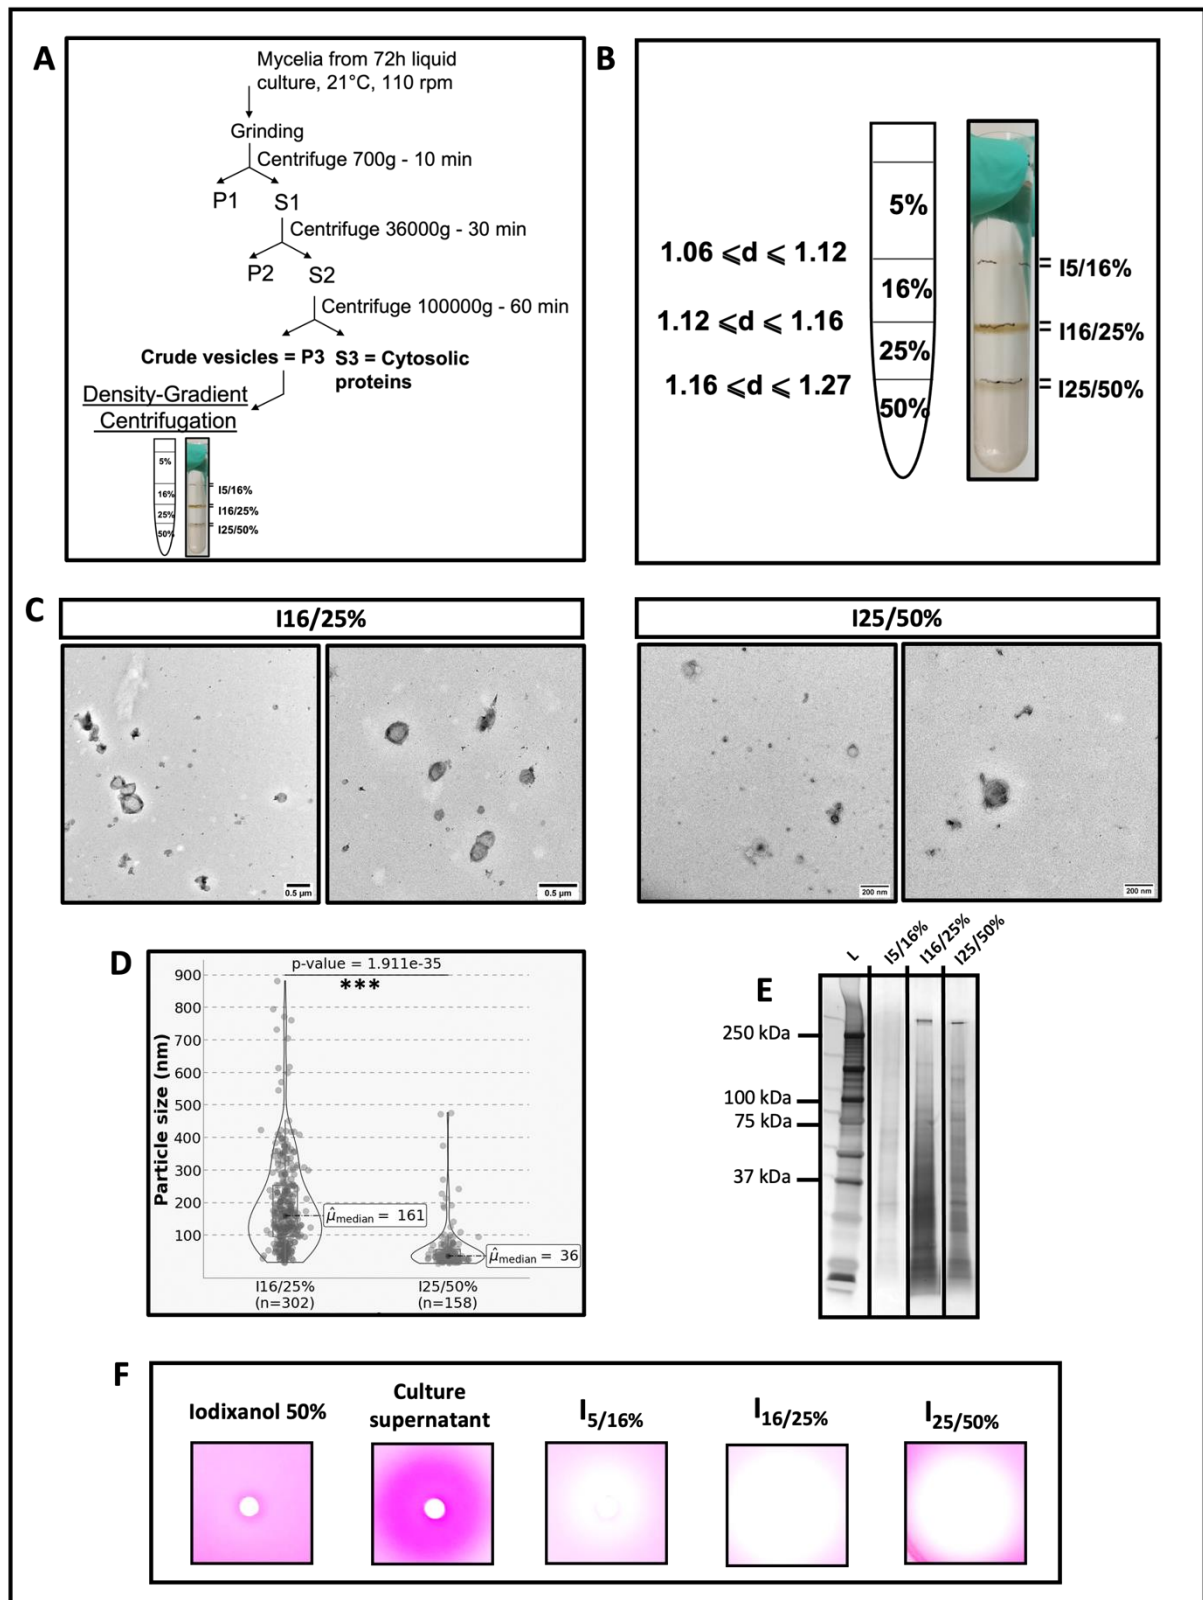 A
Mycelia from 72h liquid
culture, 21°C, 110 rpm
Grinding
Centrifuge 700g - 10 min
P1
S1
Centrifuge 36000g - 30 min
P2
S2
Centrifuge 100000g - 60 min
Crude vesicles = P3
S3 = Cytosolic
proteins
Density-Gradient
Centrifugation
5%
16%
25%
50%
I5/16%
I16/25%
I25/50%
B
1.06 ⩽d ⩽ 1.12
1.12 ⩽d ⩽ 1.16
1.16 ⩽d ⩽ 1.27
5%
16%
25%
50%
I5/16%
I16/25%
I25/50%
C
I16/25%
I25/50%
0.5 µm
0.5 µm
200 nm
200 nm
D
p-value = 1.911e-35
***
Particle size (nm)
900
800
700
600
500
400
300
200
100
μ̂median = 161
μ̂median = 36
I16/25%
(n=302)
I25/50%
(n=158)
E
L
I5/16%
I16/25%
I25/50%
250 kDa
100 kDa
75 kDa
37 kDa
F
Iodixanol 50%
Culture
supernatant
I5/16%
I16/25%
I25/50%